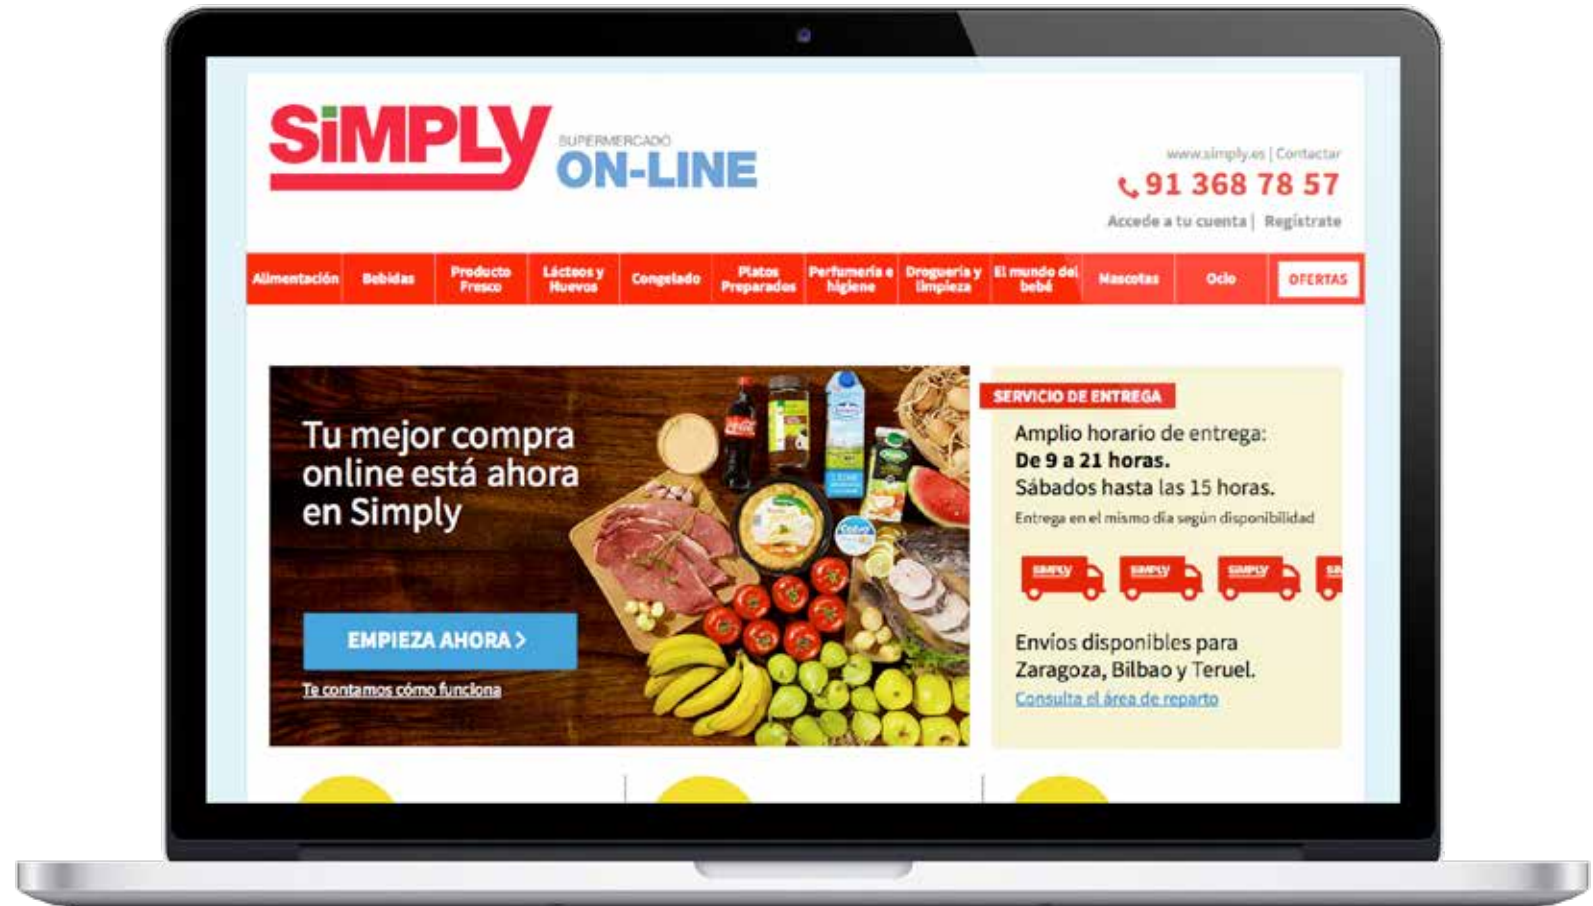 SiMPLY
SUPERMERCADO
ON-LINE
www.simply.es | Contactar
91 368 78 57
Accede a tu cuenta | Regístrate
Alimentación
Bebidas
Producto
Fresco
Lácteos y
Huevos
Congelado
Platos
Preparados
Perfumería e
higiene
Droguería y
limpieza
El mundo del
bebé
Mascotas
Ocio
OFERTAS
Tu mejor compra
online está ahora
en Simply
EMPIEZA AHORA >
Te contamos cómo funciona
SERVICIO DE ENTREGA
Amplio horario de entrega:
De 9 a 21 horas.
Sábados hasta las 15 horas.
Entrega en el mismo día según disponibilidad
SiMPLY
SiMPLY
SiMPLY
Envíos disponibles para
Zaragoza, Bilbao y Teruel.
Consulta el área de reparto